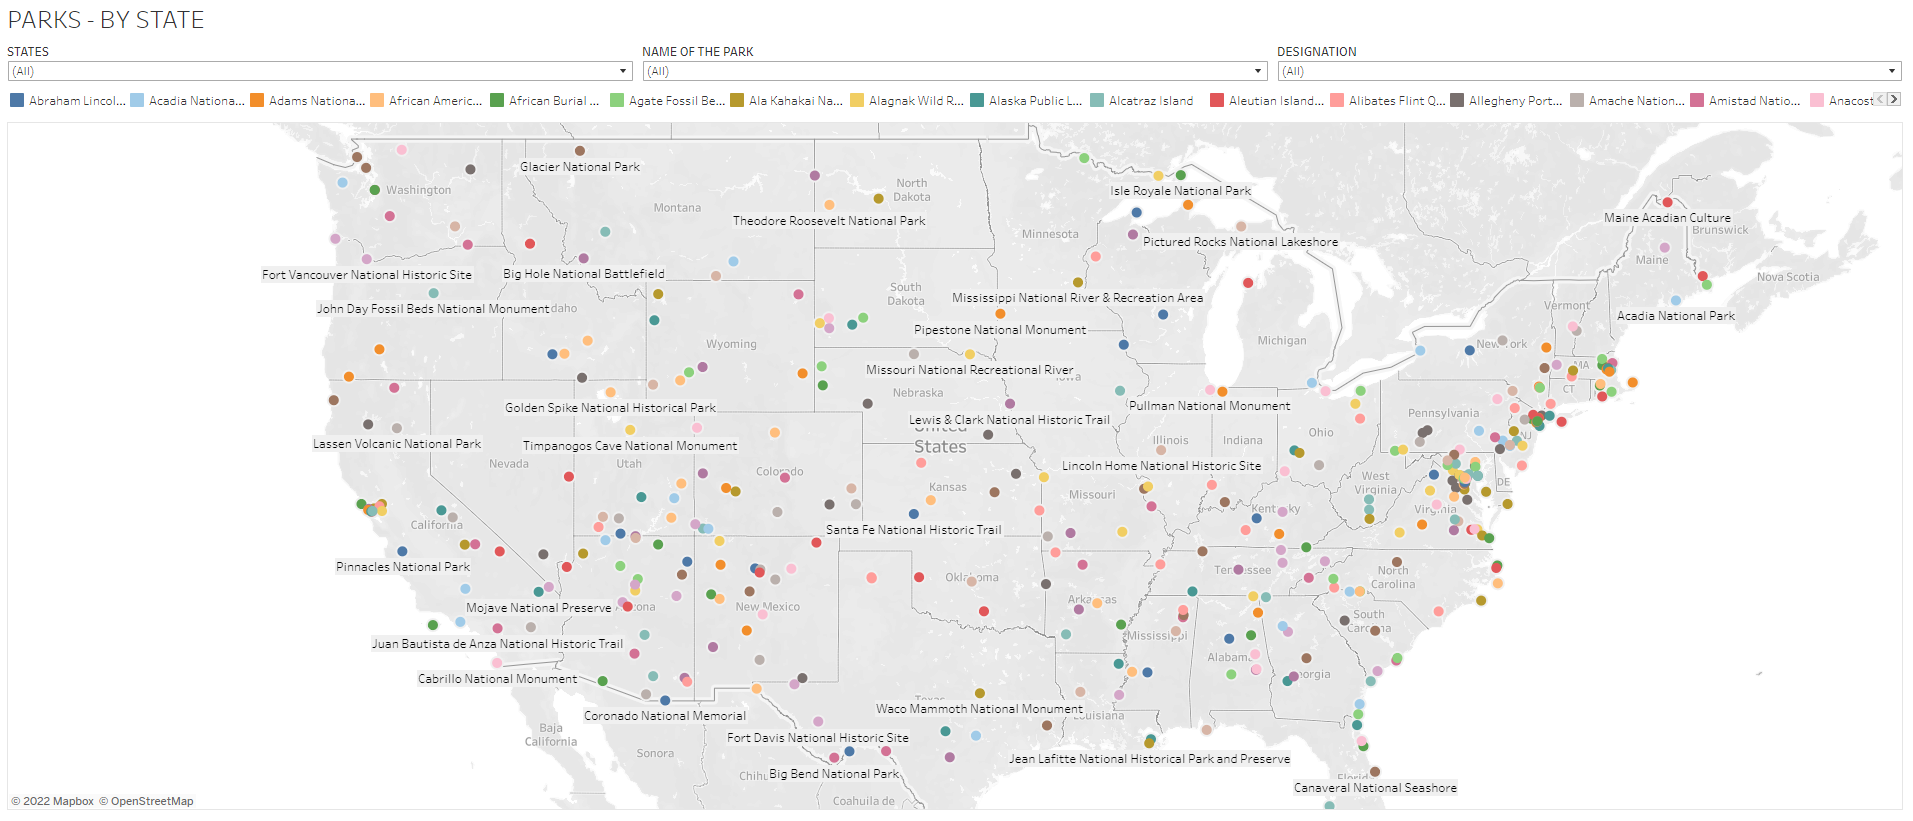 PARKS - BY STATE
STATES
NAME OF THE PARK
DESIGNATION
(All)
(All)
(All)
Abraham Lincol...
Acadia Nationa...
Adams Nationa...
African Americ...
African Burial ...
Agate Fossil Be...
Ala Kahakai Na...
Alagnak Wild R...
Alaska Public L...
Alcatraz Island
Aleutian Island...
Alibates Flint Q...
Allegheny Port...
Amache Nation...
Amistad Natio...
Anacost
Glacier National Park
Washington
North
Dakota
Isle Royale National Park
Montana
Theodore Roosevelt National Park
Maine Acadian Culture
Brunswick
Minnesota
Pictured Rocks National Lakeshore
Maine
Fort Vancouver National Historic Site
Big Hole National Battlefield
Nova Scotia
South
Dakota
Mississippi National River & Recreation Area
John Day Fossil Beds National Monument
daho
Vermont
Acadia National Park
Pipestone National Monument
Wyoming
Michigan
New York
Missouri National Recreational River
MA
Iowa
CT
Nebraska
Golden Spike National Historical Park
Pullman National Monument
Pennsylvania
Lewis & Clark National Historic Trail
United
States
Lassen Volcanic National Park
Timpanogos Cave National Monument
Illinois
Indiana
Ohio
NJ
Nevada
Utah
Colorado
Lincoln Home National Historic Site
West
Virginia
DE
Kansas
Missouri
Kentucky
Virginia
California
Santa Fe National Historic Trail
Pinnacles National Park
Tennessee
North
Carolina
Oklahoma
Mojave National Preserve
zona
New Mexico
Arkansas
South
Carolina
Juan Bautista de Anza National Historic Trail
Mississippi
Alabama
Cabrillo National Monument
orgia
Texas
Waco Mammoth National Monument
Coronado National Memorial
Louisiana
Baja
California
Sonora
Fort Davis National Historic Site
Jean Lafitte National Historical Park and Preserve
Chihu
Big Bend National Park
Florid
Canaveral National Seashore
Coahuila de
© 2022 Mapbox © OpenStreetMap